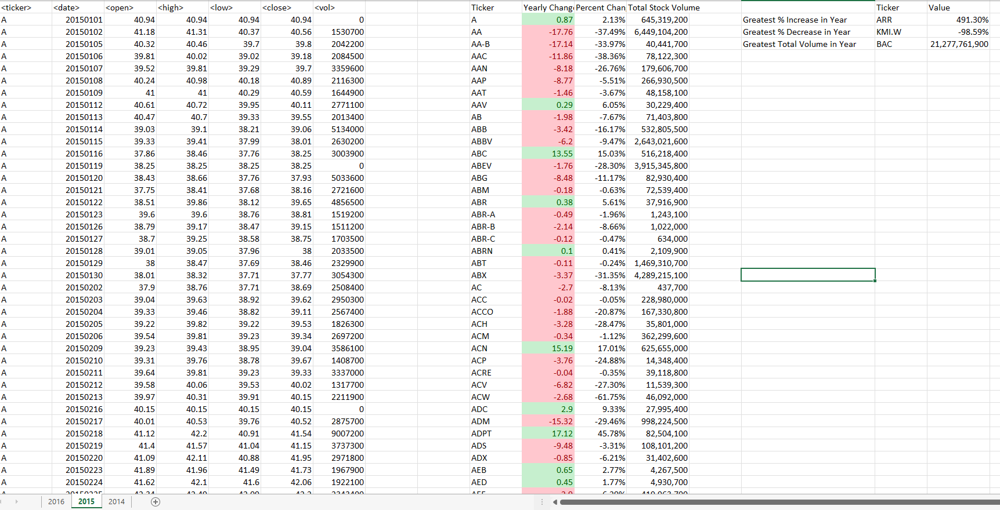 <ticker> <date> <open> <high> <low> <close> <vol> Ticker Yearly Chang Percent Chan Total Stock Volume Ticker Value
A 20150101 40.94 40.94 40.94 40.94 0 A 0.87 2.13% 645,319,200 Greatest % Increase in Year ARR 491.30%
A 20150102 41.18 41.31 40.37 40.56 1530700 AA -17.76 -37.49% 6,449,104,200 Greatest % Decrease in Year KMI.W -98.59%
A 20150105 40.32 40.46 39.7 39.8 2042200 AA-B -17.14 -33.97% 40,441,700 Greatest Total Volume in Year BAC 21,277,761,900
A 20150106 39.81 40.02 39.02 39.18 2084500 AAC -11.86 -38.36% 78,122,300
A 20150107 39.52 39.81 39.29 39.7 3359600 AAN -8.18 -26.76% 179,606,700
A 20150108 40.24 40.98 40.18 40.89 2116300 AAP -8.77 -5.51% 266,930,500
A 20150109 41 41 40.29 40.59 1644900 AAT -1.46 -3.67% 48,158,100
A 20150112 40.61 40.72 39.95 40.11 2771100 AAV 0.29 6.05% 30,229,400
A 20150113 40.47 40.7 39.33 39.55 2013400 AB -1.98 -7.67% 71,403,800
A 20150114 39.03 39.1 38.21 39.06 5134000 ABB -3.42 -16.17% 532,805,500
A 20150115 39.33 39.41 37.99 38.01 2630200 ABBV -6.2 -9.47% 2,643,021,600
A 20150116 37.86 38.46 37.76 38.25 3003900 ABC 13.55 15.03% 516,218,400
A 20150119 38.25 38.25 38.25 38.25 0 ABEV -1.76 -28.30% 3,915,345,800
A 20150120 38.43 38.66 37.76 37.93 5033600 ABG -8.48 -11.17% 82,930,400
A 20150121 37.75 38.41 37.68 38.16 2721600 ABM -0.18 -0.63% 72,539,400
A 20150122 38.51 39.86 38.12 39.65 4856500 ABR 0.38 5.61% 37,916,900
A 20150123 39.6 39.6 38.76 38.81 1519200 ABR-A -0.49 -1.96% 1,243,100
A 20150126 38.79 39.17 38.47 39.15 1511200 ABR-B -2.14 -8.66% 1,022,000
A 20150127 38.7 39.25 38.58 38.75 1703500 ABR-C -0.12 -0.47% 634,000
A 20150128 39.01 39.05 37.96 38 2033500 ABRN 0.1 0.41% 2,109,900
A 20150129 38 38.47 37.69 38.46 2329900 ABT -0.11 -0.24% 1,469,310,700
A 20150130 38.01 38.32 37.71 37.77 3054300 ABX -3.37 -31.35% 4,289,215,100
A 20150202 37.9 38.76 37.71 38.69 2508400 AC -2.7 -8.13% 437,700
A 20150203 39.04 39.63 38.92 39.62 2950300 ACC -0.02 -0.05% 228,980,000
A 20150204 39.33 39.46 38.82 39.11 2567400 ACCO -1.88 -20.87% 167,330,800
A 20150205 39.22 39.82 39.22 39.53 1826300 ACH -3.28 -28.47% 35,801,000
A 20150206 39.54 39.81 39.23 39.34 2697200 ACM -0.34 -1.12% 362,299,600
A 20150209 39.23 39.43 38.95 39.04 3586100 ACN 15.19 17.01% 625,655,000
A 20150210 39.31 39.76 38.78 39.67 1408700 ACP -3.76 -24.88% 14,348,400
A 20150211 39.64 39.81 39.23 39.33 3337000 ACRE -0.04 -0.35% 39,118,800
A 20150212 39.58 40.06 39.53 40.02 1317700 ACV -6.82 -27.30% 11,539,300
A 20150213 39.97 40.31 39.91 40.15 2211900 ACW -2.68 -61.75% 46,092,000
A 20150216 40.15 40.15 40.15 40.15 0 ADC 2.9 9.33% 27,995,400
A 20150217 40.01 40.53 39.76 40.52 2875700 ADM -15.32 -29.46% 998,224,500
A 20150218 41.12 42.2 40.91 41.54 9007200 ADPT 17.12 45.78% 82,504,100
A 20150219 41.4 41.57 41.04 41.15 3737300 ADS -9.48 -3.31% 108,101,200
A 20150220 41.09 42.11 40.88 41.95 2971800 ADX -0.85 -6.21% 31,402,600
A 20150223 41.89 41.96 41.49 41.73 1967900 AEB 0.65 2.77% 4,267,500
A 20150224 41.62 42.1 41.6 42.06 1922100 AED 0.45 1.77% 4,930,700
2016 2015 2014